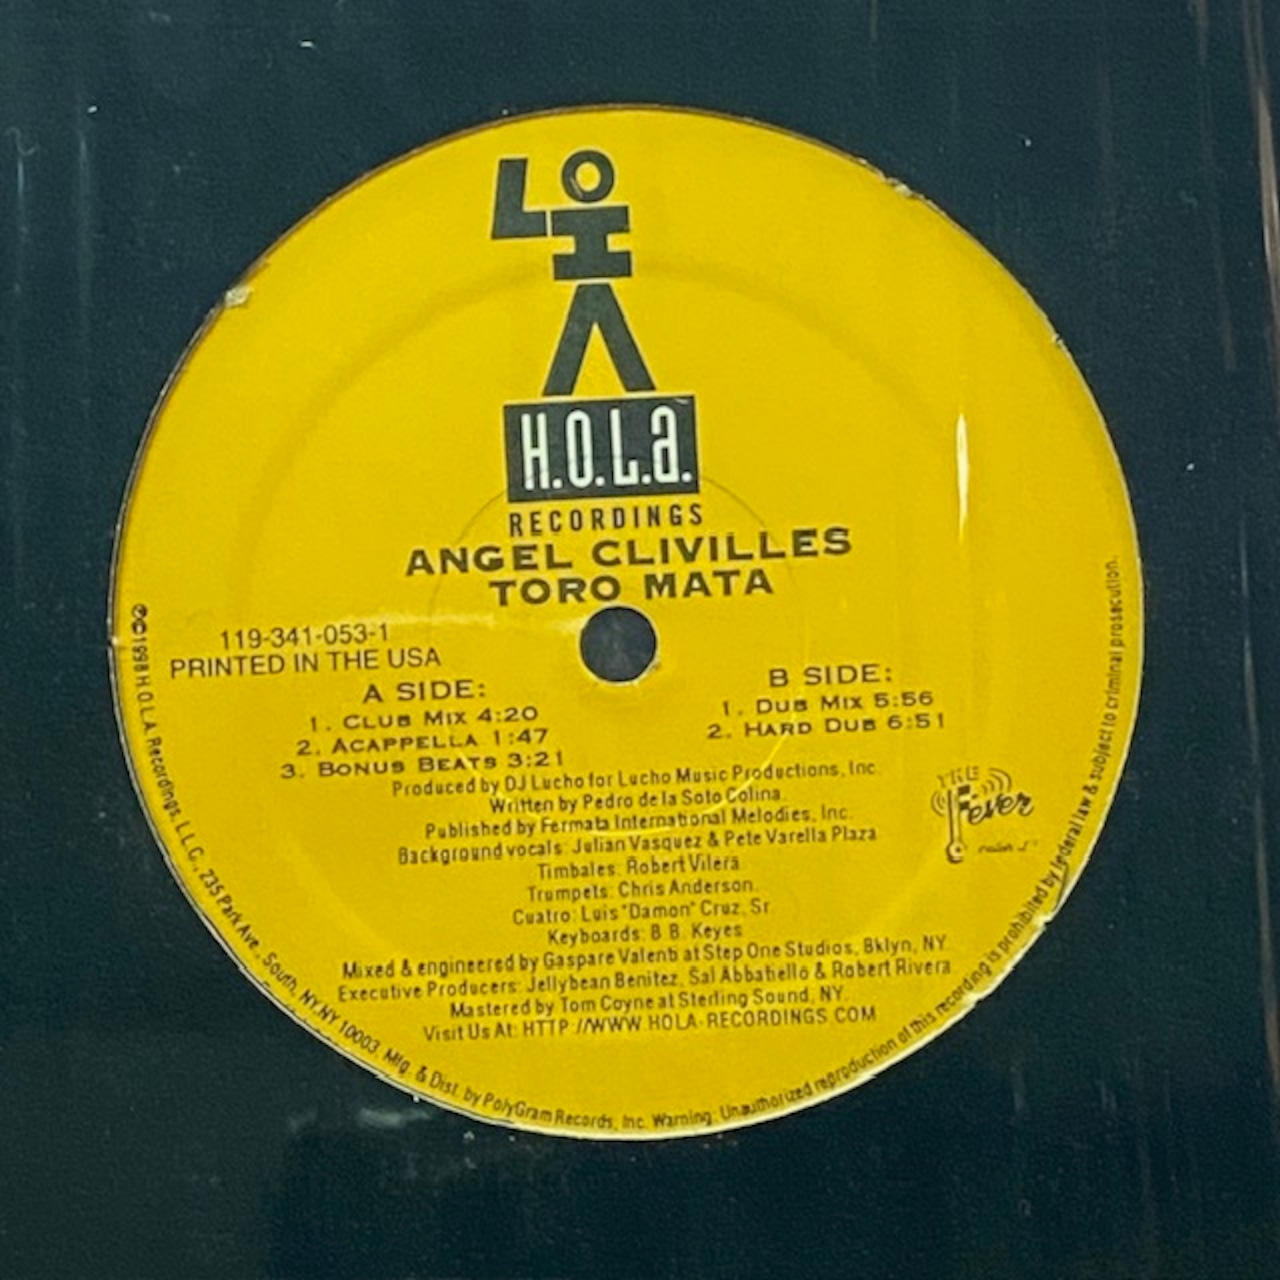 LO
H
A
H.O.L.a.
RECORDINGS
ANGEL CLIVILLES
TORO MATA
119-341-053-1
PRINTED IN THE USA
A SIDE:
1. CLUB MIX 4:20
2. ACAPPELLA 1:47
3. BONUS BEATS 3:21
B SIDE:
1. DUB MIX 5:56
2. HARD DUB 6:51
Produced by DJ Lucho for Lucho Music Productions, Inc.
Written by Pedro de la Soto Colina.
Published by Fermata International Melodies, Inc.
Background vocals: Julian Vasquez & Pete Varella Plaza
Timbales: Robert Vilera
Trumpets: Chris Anderson.
Cuatro: Luis "Damon" Cruz, Sr
Keyboards: B.B. Keyes
Mixed & engineered by Gaspare Valenti at Step One Studios, Bklyn, NY
Executive Producers: Jellybean Benitez, Sal Abbatiello & Robert Rivera
Mastered by Tom Coyne at Sterling Sound, NY.
Visit Us At: HTTP://WWW.HOLA-RECORDINGS.COM
THE
Fever
℗©1998 H.O.L.A. Recordings, L.L.C., 235 Park Ave., South, NY, NY 10003. Mfg. & Dist. by PolyGram Records, Inc. Warning: Unauthorized reproduction of this recording is prohibited by federal law & subject to criminal prosecution.